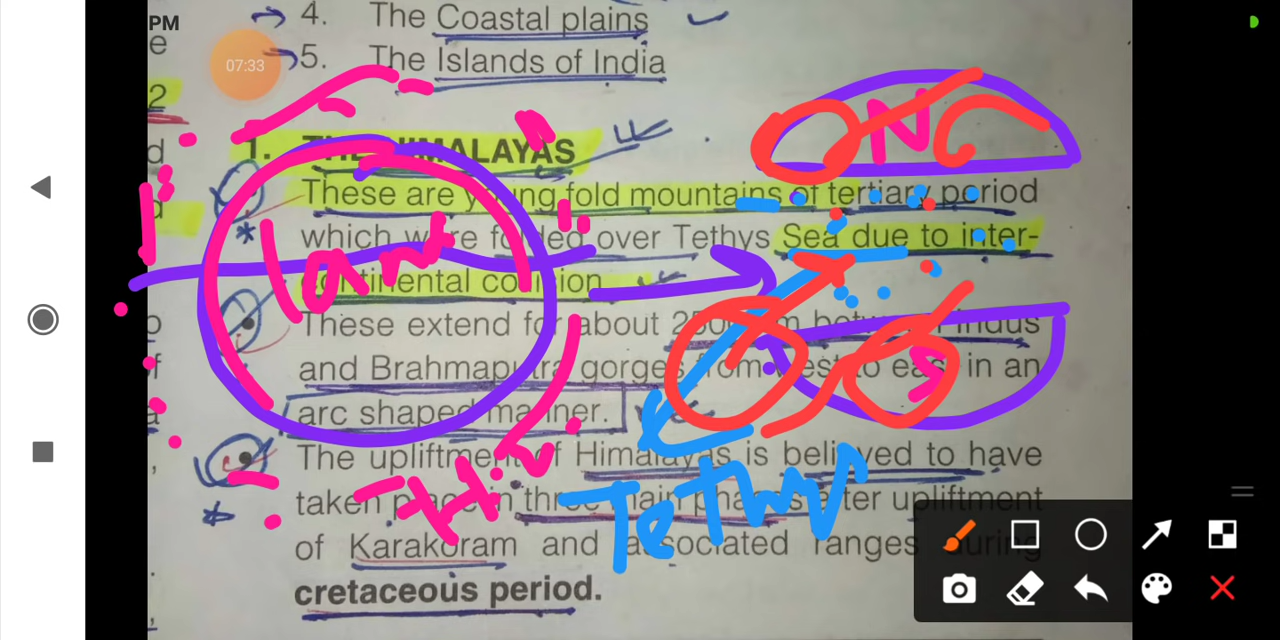 PM
e
4. The Coastal plains
07:33
5. The Islands of India
2
1. THE HIMALAYAS
d
These are young fold mountains of tertiary period
which were folded over Tethys Sea due to inter-
continental collision
These extend for about 2500 km between Indus
and Brahmaputra gorges from west to east in an
arc shaped manner.
The upliftment of Himalayas is believed to have
taken place in three main phases after upliftment
of Karakoram and associated ranges during
cretaceous period.
N
S
Land
Tethys